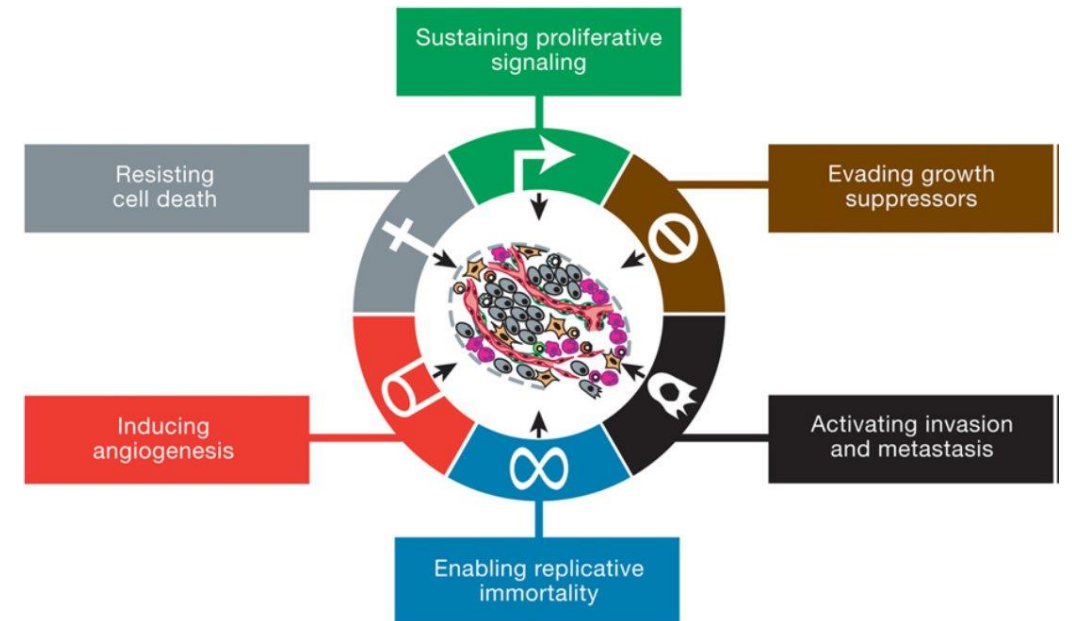 Sustaining proliferative
signaling
Resisting
cell death
Evading growth
suppressors
Inducing
angiogenesis
Activating invasion
and metastasis
Enabling replicative
immortality